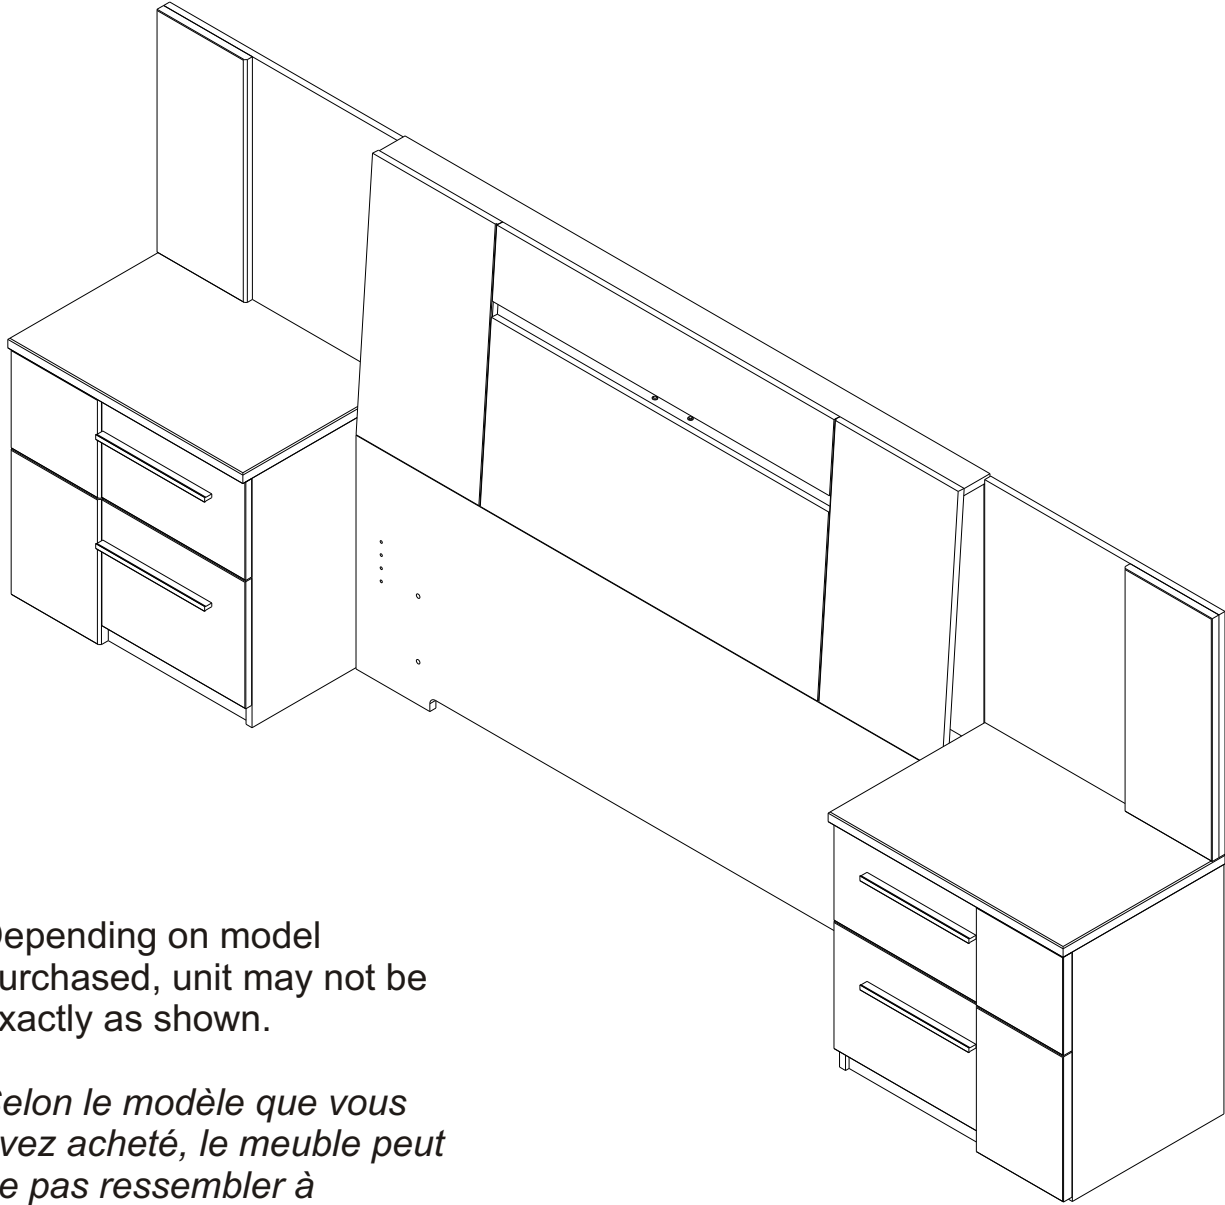 Depending on model
urchased, unit may not be
xactly as shown.
Selon le modèle que vous
vez acheté, le meuble peut
e pas ressembler à